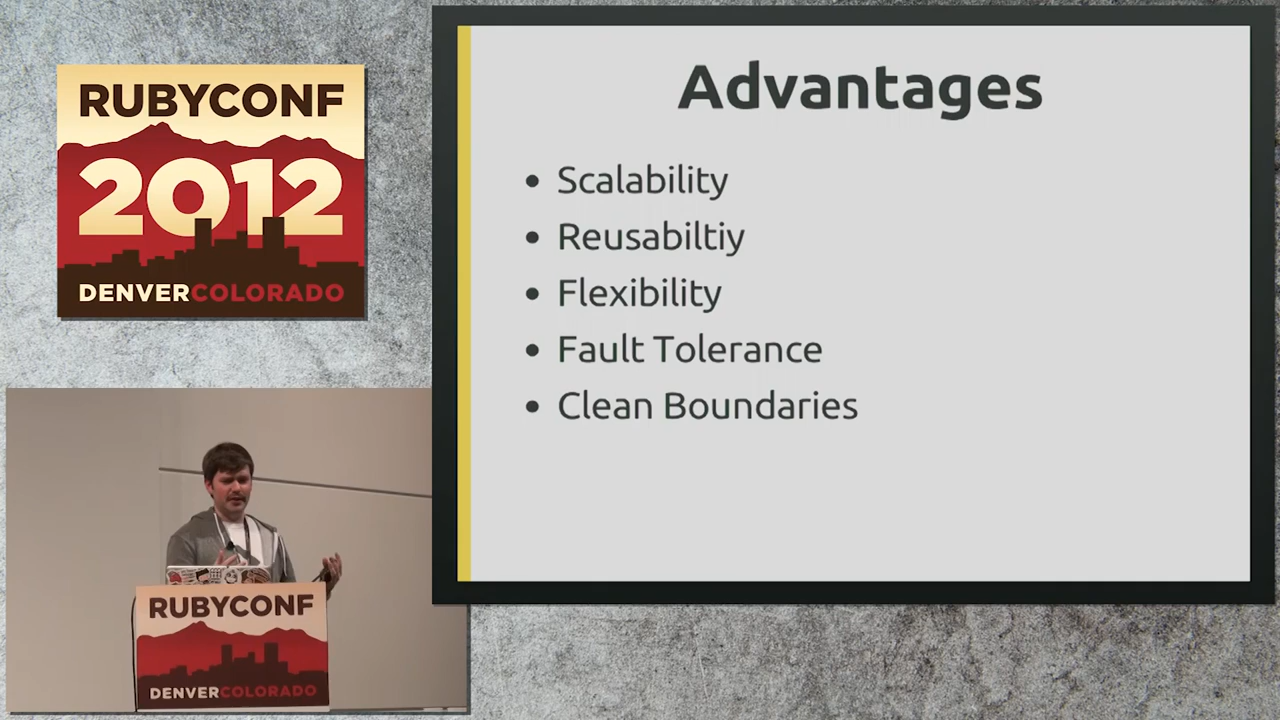 RUBYCONF
2012
DENVERCOLORADO
Advantages
• Scalability
• Reusabiltiy
• Flexibility
• Fault Tolerance
• Clean Boundaries
RUBYCONF
DENVERCOLORADO